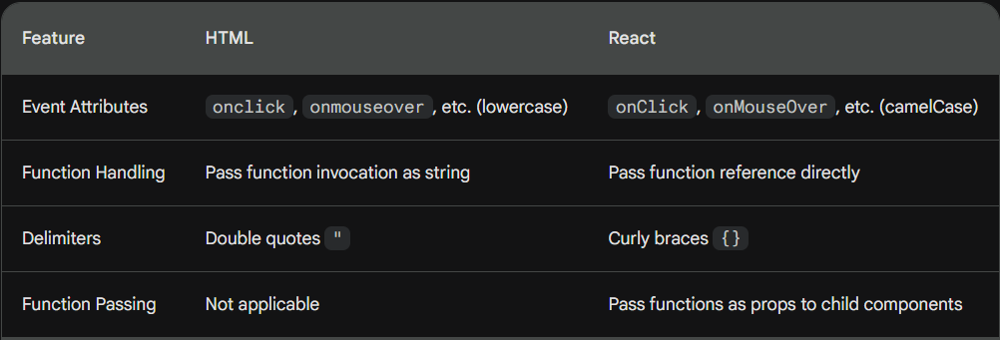 Feature HTML React
Event Attributes onclick, onmouseover, etc. (lowercase) onClick, onMouseOver, etc. (camelCase)
Function Handling Pass function invocation as string Pass function reference directly
Delimiters Double quotes " Curly braces {}
Function Passing Not applicable Pass functions as props to child components